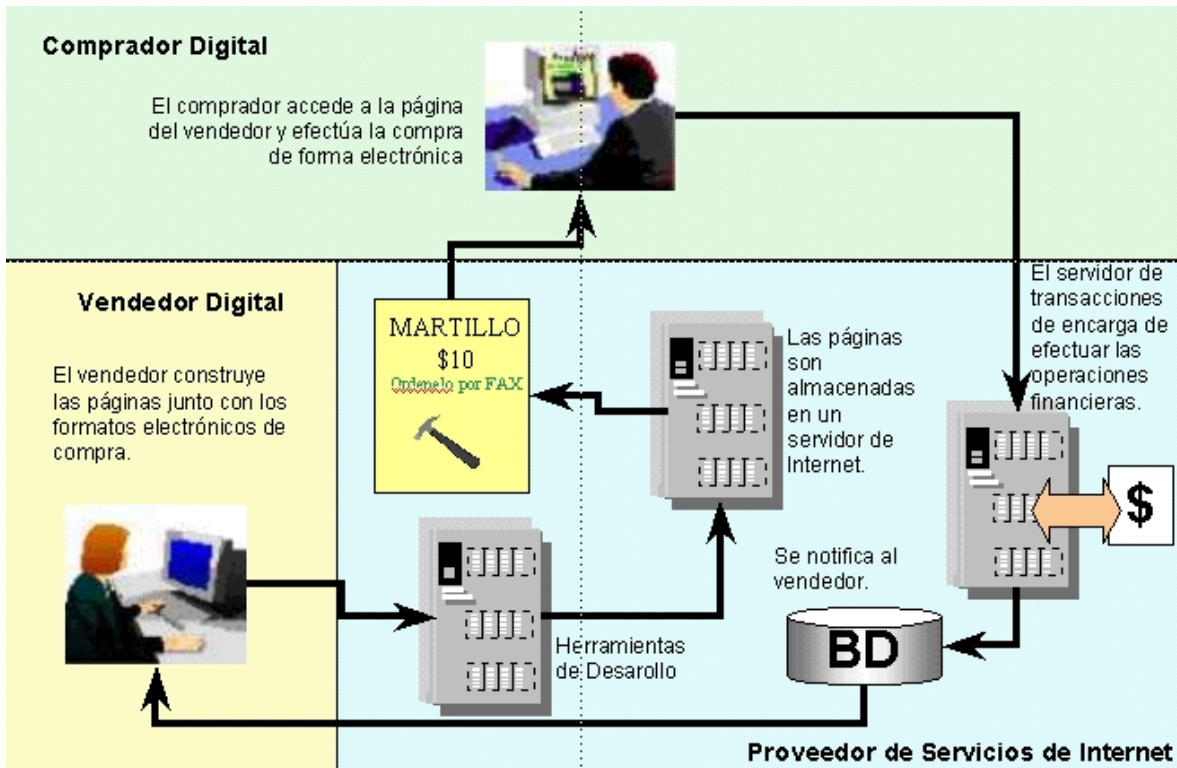 Comprador Digital
El comprador accede a la página
del vendedor y efectúa la compra
de forma electrónica
Vendedor Digital
El vendedor construye
las páginas junto con los
formatos electrónicos de
compra.
MARTILLO
$10
Ordenelo por FAX
Las páginas
son
almacenadas
en un
servidor de
Internet.
El servidor de
transacciones
de encarga de
efectuar las
operaciones
financieras.
$
Se notifica al
vendedor.
BD
Herramientas
de Desarollo
Proveedor de Servicios de Internet